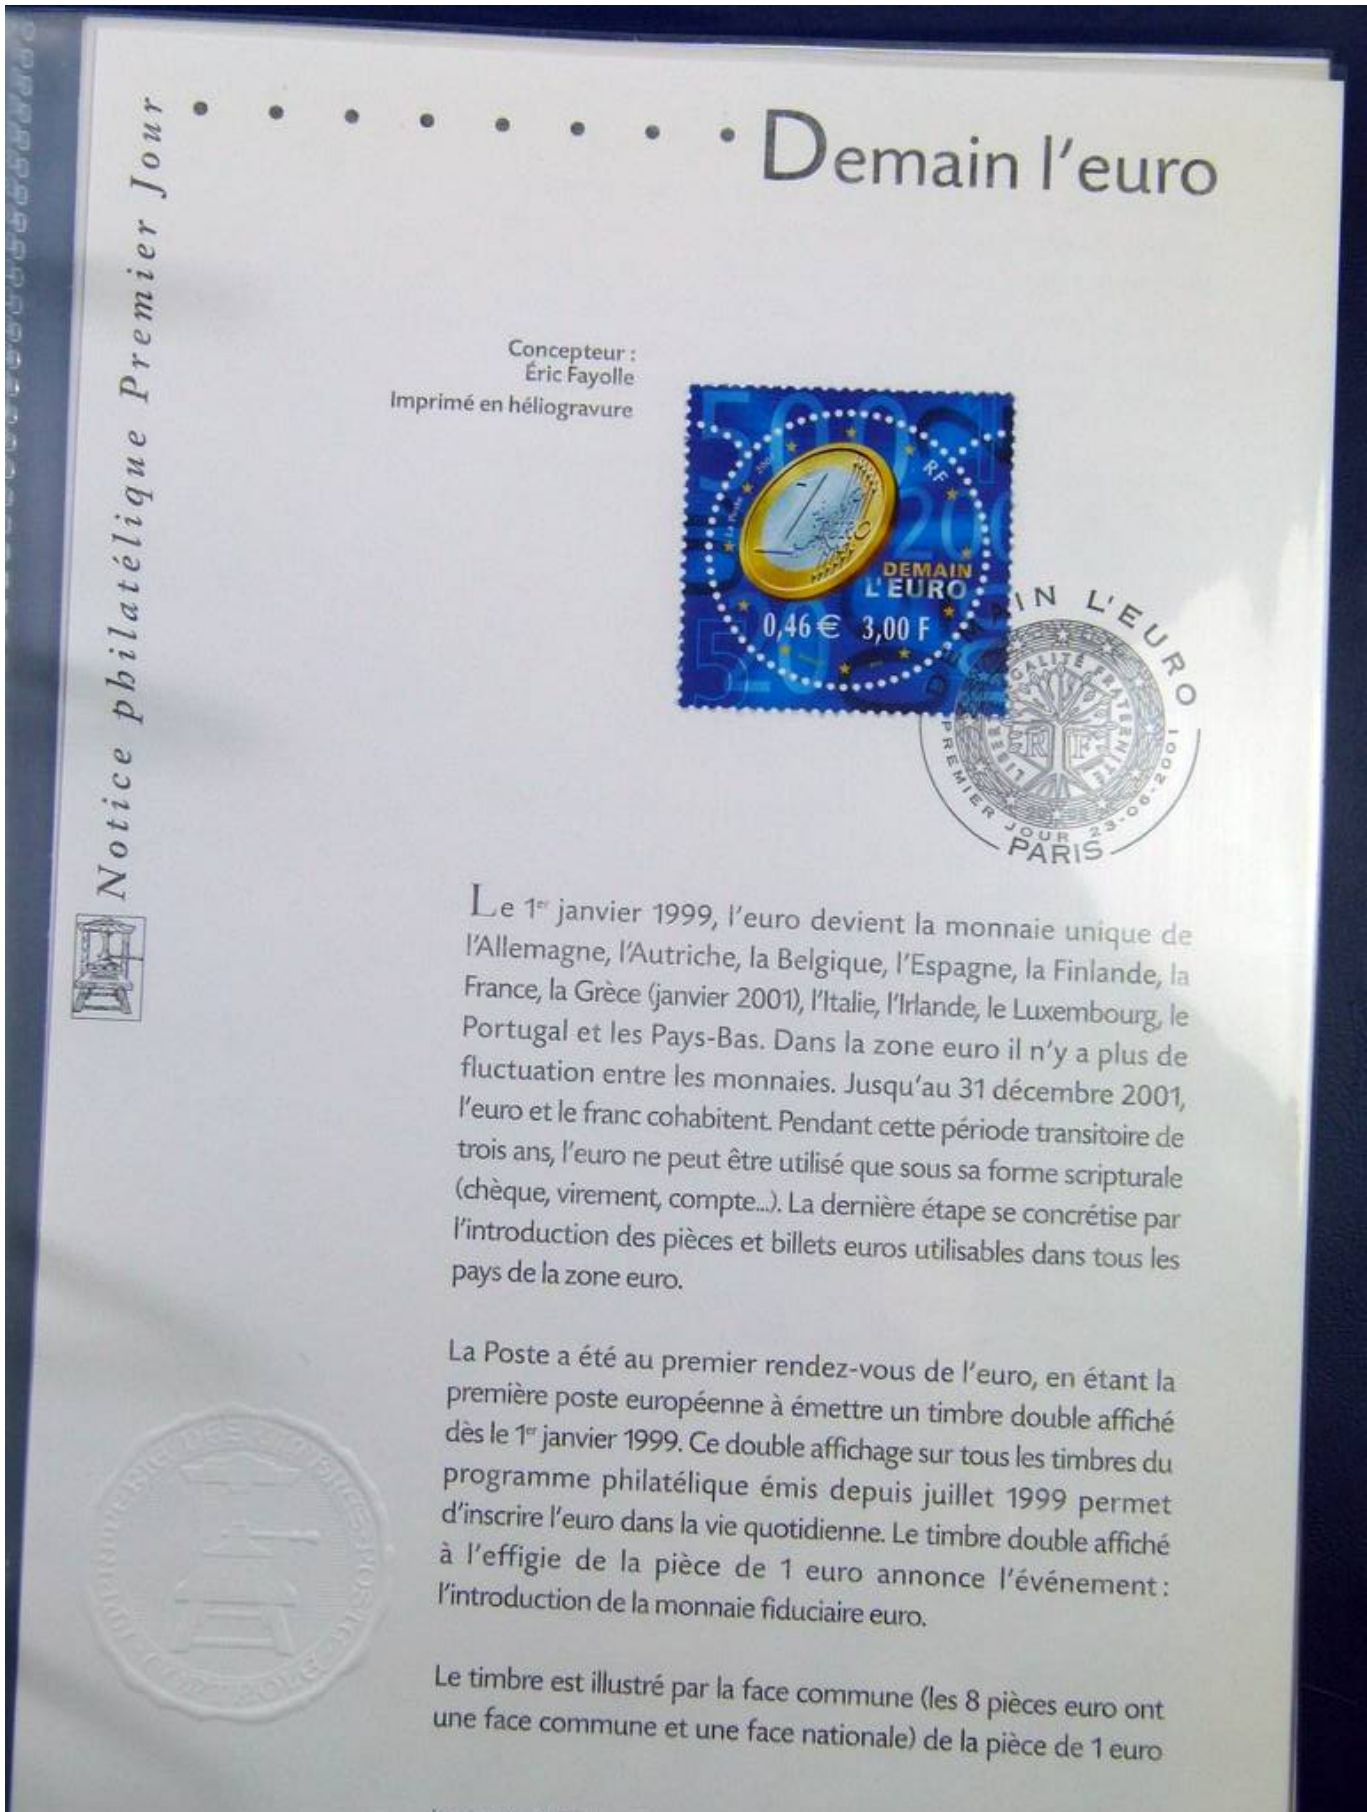 Notice philatélique Premier Jour
Demain l'euro
Concepteur :
Éric Fayolle
Imprimé en héliogravure
RF
DEMAIN
L'EURO
0,46 € 3,00 F
DEMAIN L'EURO
LIBERTÉ ÉGALITÉ FRATERNITÉ
RF
PREMIER JOUR 23-06-2001
PARIS
Le 1er janvier 1999, l'euro devient la monnaie unique de
l'Allemagne, l'Autriche, la Belgique, l'Espagne, la Finlande, la
France, la Grèce (janvier 2001), l'Italie, l'Irlande, le Luxembourg, le
Portugal et les Pays-Bas. Dans la zone euro il n'y a plus de
fluctuation entre les monnaies. Jusqu'au 31 décembre 2001,
l'euro et le franc cohabitent. Pendant cette période transitoire de
trois ans, l'euro ne peut être utilisé que sous sa forme scripturale
(chèque, virement, compte...). La dernière étape se concrétise par
l'introduction des pièces et billets euros utilisables dans tous les
pays de la zone euro.
La Poste a été au premier rendez-vous de l'euro, en étant la
première poste européenne à émettre un timbre double affiché
dès le 1er janvier 1999. Ce double affichage sur tous les timbres du
programme philatélique émis depuis juillet 1999 permet
d'inscrire l'euro dans la vie quotidienne. Le timbre double affiché
à l'effigie de la pièce de 1 euro annonce l'événement :
l'introduction de la monnaie fiduciaire euro.
Le timbre est illustré par la face commune (les 8 pièces euro ont
une face commune et une face nationale) de la pièce de 1 euro